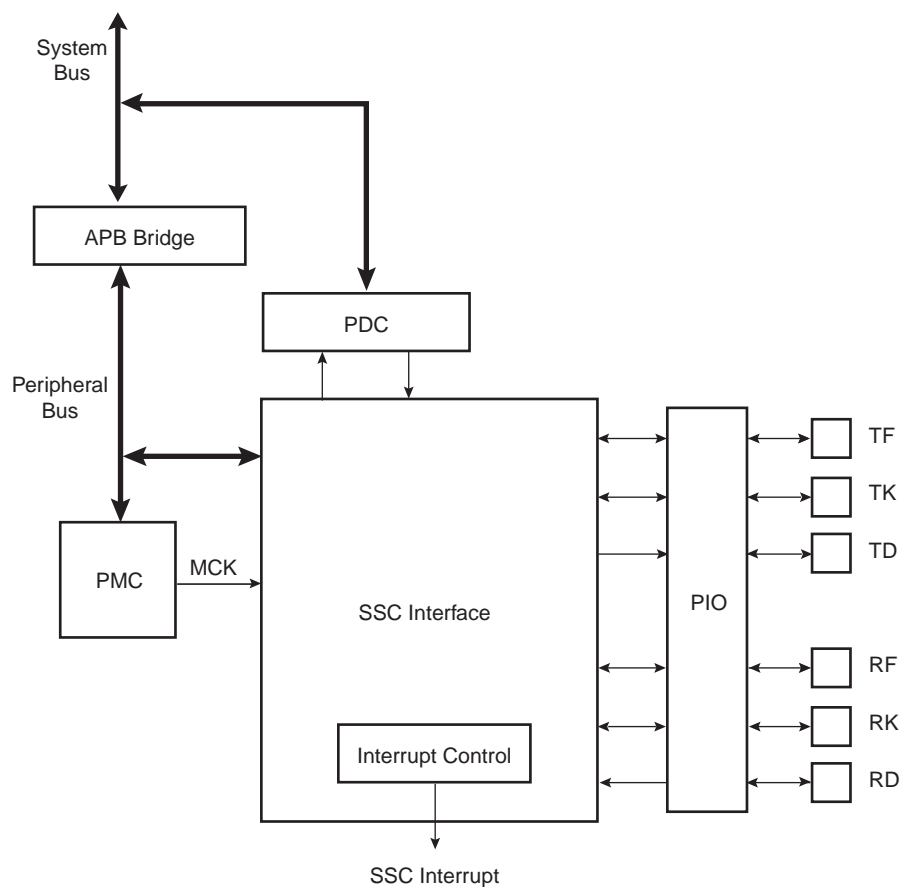 System
Bus
APB Bridge
PDC
Peripheral
Bus
TF
TK
PMC
MCK
TD
SSC Interface
PIO
RF
RK
Interrupt Control
RD
SSC Interrupt